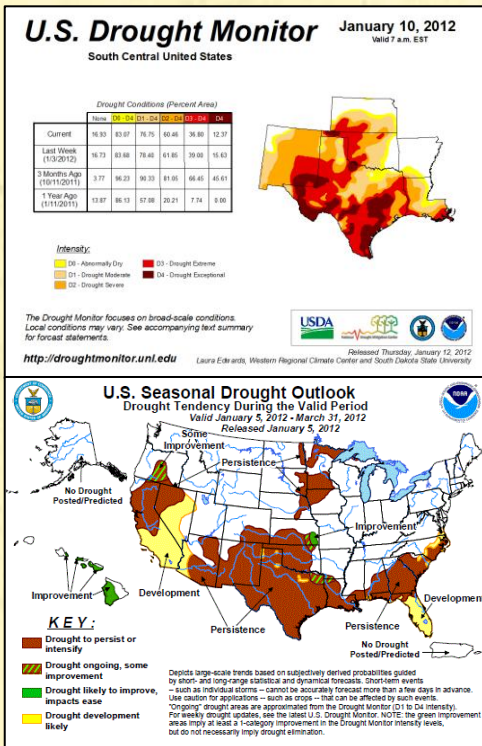 U.S. Drought Monitor
January 10, 2012
Valid 7 a.m. EST
South Central United States
Drought Conditions (Percent Area)
None D0 - D4 D1 - D4 D2 - D4 D3 - D4 D4
Current 16.93 83.07 76.75 60.46 36.80 12.37
Last Week (1/3/2012) 16.73 83.68 78.40 61.85 39.00 15.63
3 Months Ago (10/11/2011) 3.77 96.23 90.33 81.05 66.45 45.61
1 Year Ago (1/11/2011) 13.87 86.13 57.08 20.21 7.74 0.00
Intensity:
D0 - Abnormally Dry
D1 - Drought Moderate
D2 - Drought Severe
D3 - Drought Extreme
D4 - Drought Exceptional
The Drought Monitor focuses on broad-scale conditions.
Local conditions may vary. See accompanying text summary
for forcast statements.
http://droughtmonitor.unl.edu
USDA
Released Thursday, January 12, 2012
Laura Edwards, Western Regional Climate Center and South Dakota State University
U.S. Seasonal Drought Outlook
Drought Tendency During the Valid Period
Valid January 5, 2012 - March 31, 2012
Released January 5, 2012
NOAA
Some
Improvement
Persistence
No Drought
Posted/Predicted
Improvement
Improvement
Development
Persistence
Persistence
Development
No Drought
Posted/Predicted
KEY:
Drought to persist or
intensify
Drought ongoing, some
improvement
Drought likely to improve,
impacts ease
Drought development
likely
Depicts large-scale trends based on subjectively derived probabilities guided
by short- and long-range statistical and dynamical forecasts. Short-term events
-- such as individual storms -- cannot be accurately forecast more than a few days in advance.
Use caution for applications -- such as crops -- that can be affected by such events.
"Ongoing" drought areas are approximated from the Drought Monitor (D1 to D4 intensity).
For weekly drought updates, see the latest U.S. Drought Monitor. NOTE: the green improvement
areas imply at least a 1-category improvement in the Drought Monitor intensity levels,
but do not necessarily imply drought elimination.